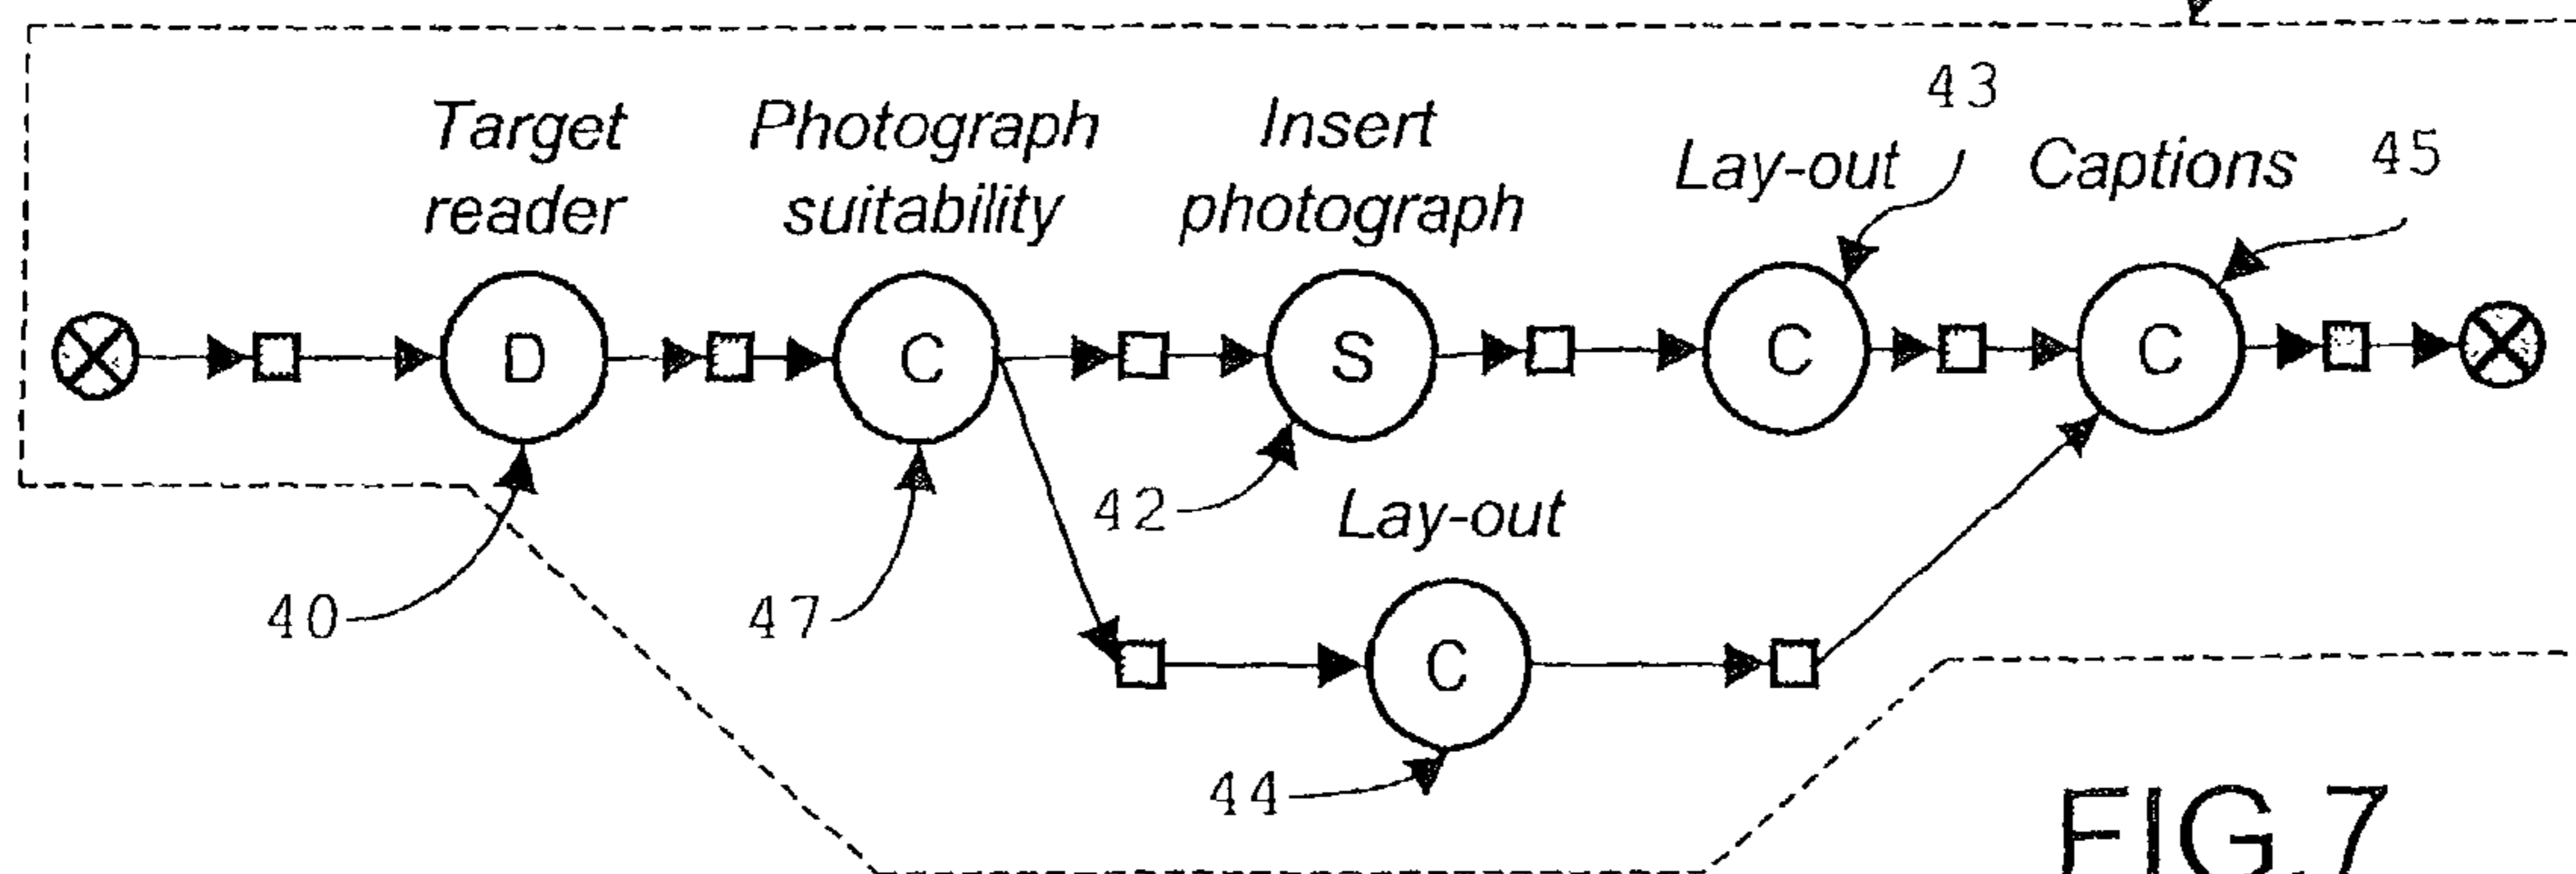 43
Target
reader
Photograph
suitability
Insert
photograph
Lay-out
Captions
45
D
C
S
C
C
42
Lay-out
40
47
C
44
FIG.7